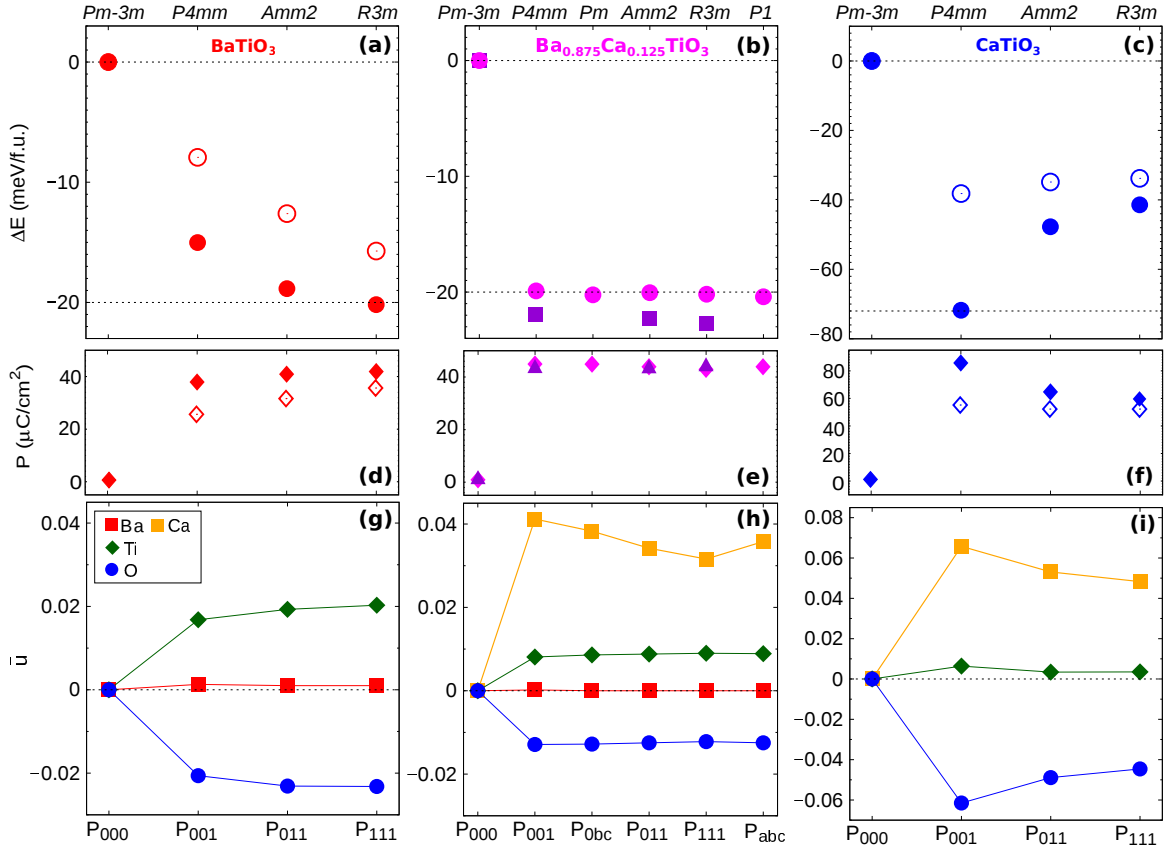 Pm-3m P4mm Amm2 R3m
BaTiO3 (a)
0
−10
−20
ΔE (meV/f.u.)
Pm-3m P4mm Pm Amm2 R3m P1
Ba0.875Ca0.125TiO3 (b)
0
−10
−20
Pm-3m P4mm Amm2 R3m
CaTiO3 (c)
0
−20
−40
−60
−80
P (μC/cm2)
40
20
0
(d)
40
20
0
(e)
80
60
40
20
0
(f)
ū
0.04
0.02
0
−0.02
Ba Ca
Ti
O
(g)
P000 P001 P011 P111
0.04
0.02
0
−0.02
(h)
P000 P001 P0bc P011 P111 Pabc
0.08
0.06
0.04
0.02
0
−0.02
−0.04
−0.06
(i)
P000 P001 P011 P111